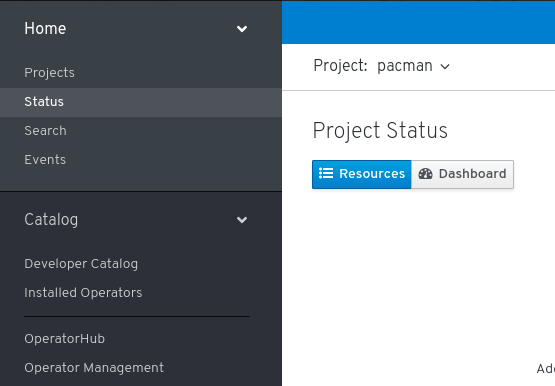 Home
Projects
Status
Search
Events
Catalog
Developer Catalog
Installed Operators
OperatorHub
Operator Management
Project: pacman
Project Status
Resources Dashboard